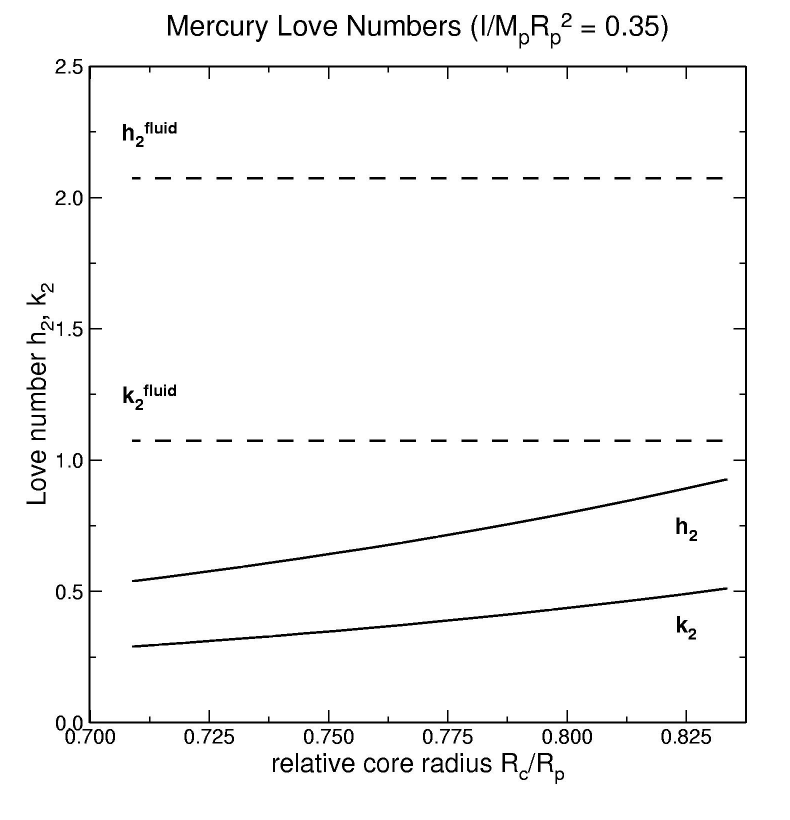 Mercury Love Numbers (I/MpRp² = 0.35)
2.5
h₂fluid
2.0
Love number h₂, k₂
1.5
k₂fluid
1.0
h₂
0.5
k₂
0.0
0.700 0.725 0.750 0.775 0.800 0.825
relative core radius Rc/Rp